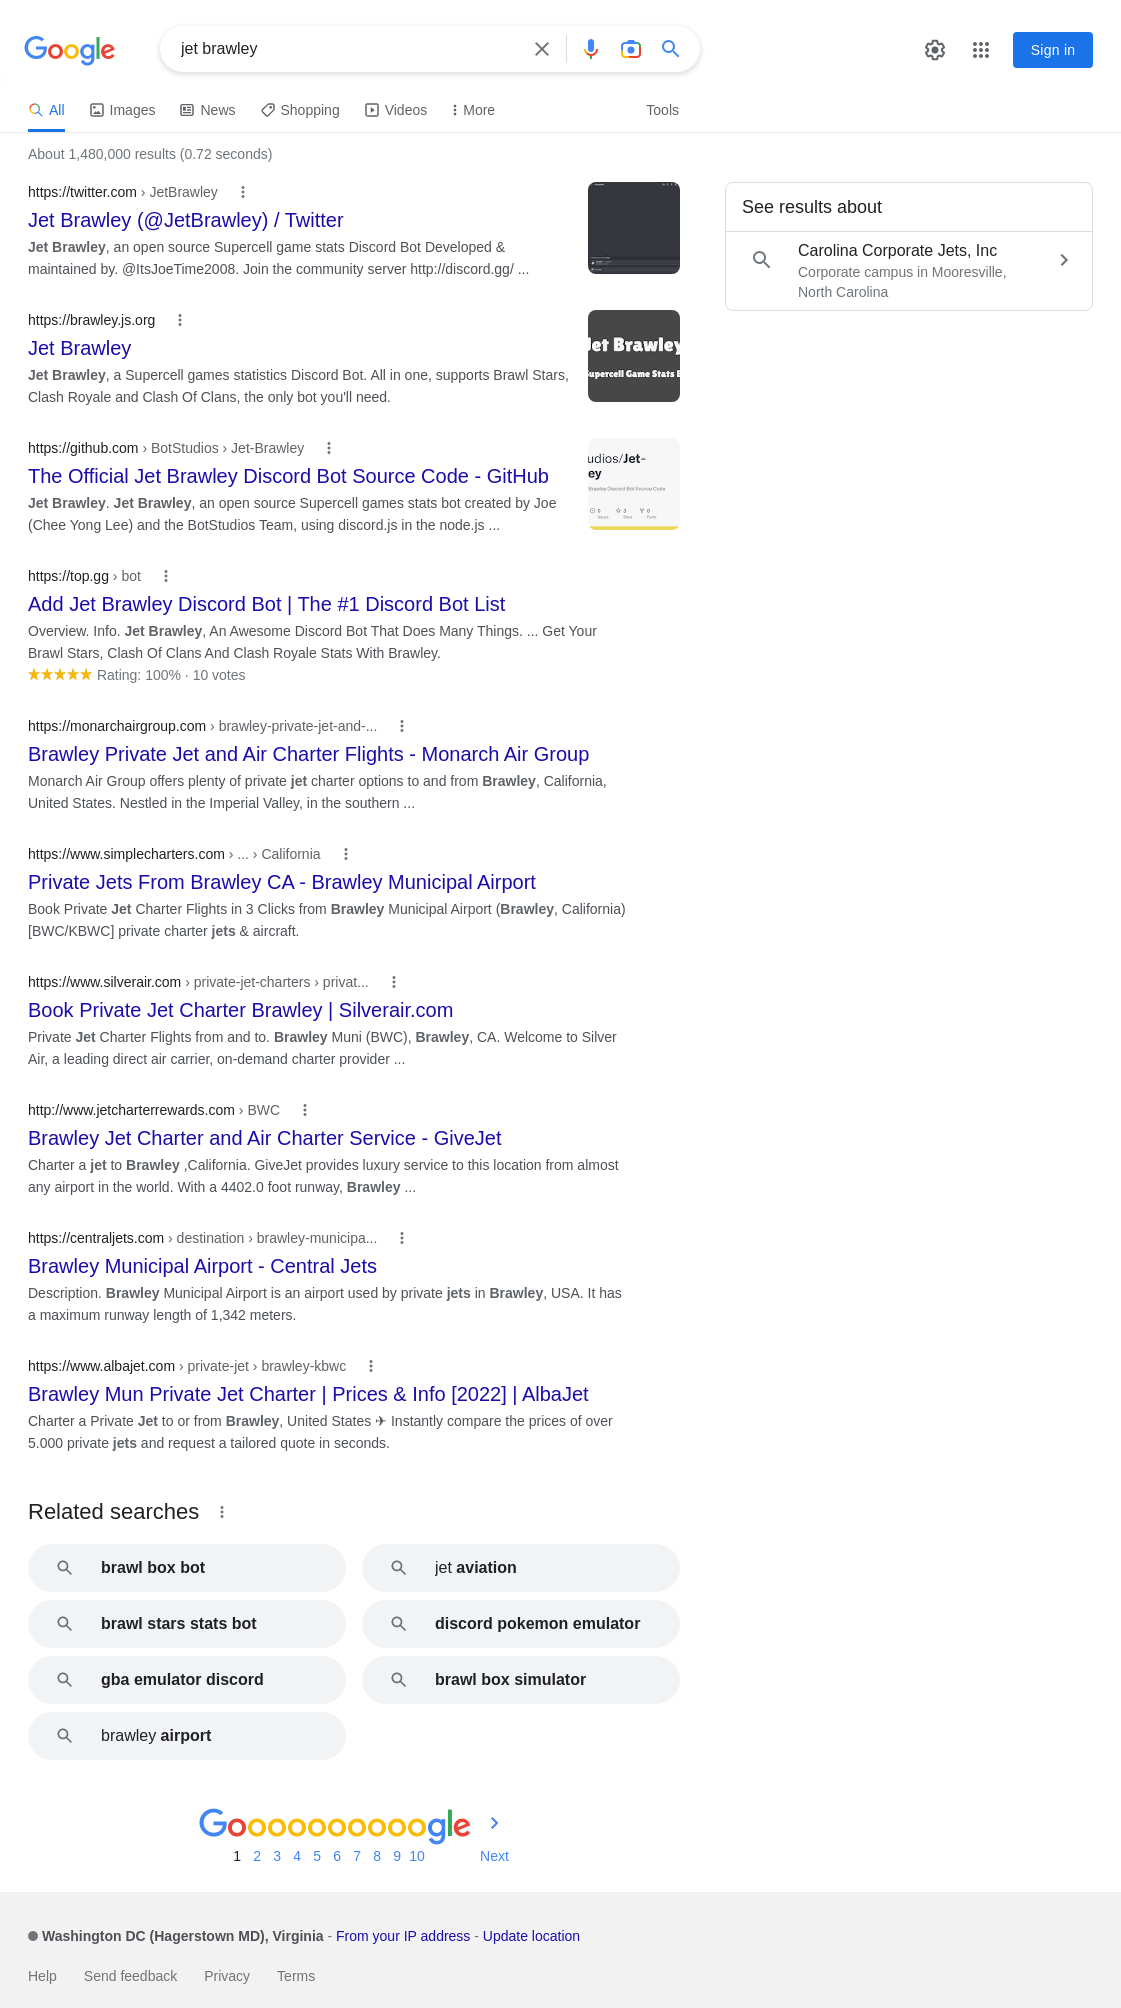 Google
jet brawley
Sign in
All
Images
News
Shopping
Videos
More
Tools
About 1,480,000 results (0.72 seconds)
https://twitter.com › JetBrawley
Jet Brawley (@JetBrawley) / Twitter
Jet Brawley, an open source Supercell game stats Discord Bot Developed &
maintained by. @ItsJoeTime2008. Join the community server http://discord.gg/ ...
https://brawley.js.org
Jet Brawley
Jet Brawley, a Supercell games statistics Discord Bot. All in one, supports Brawl Stars,
Clash Royale and Clash Of Clans, the only bot you'll need.
Jet Brawley
Supercell Game Stats B
https://github.com › BotStudios › Jet-Brawley
The Official Jet Brawley Discord Bot Source Code - GitHub
Jet Brawley. Jet Brawley, an open source Supercell games stats bot created by Joe
(Chee Yong Lee) and the BotStudios Team, using discord.js in the node.js ...
udios/Jet-
ey
Brawlea Discord Bot Source Code
https://top.gg › bot
Add Jet Brawley Discord Bot | The #1 Discord Bot List
Overview. Info. Jet Brawley, An Awesome Discord Bot That Does Many Things. ... Get Your
Brawl Stars, Clash Of Clans And Clash Royale Stats With Brawley.
Rating: 100% · 10 votes
https://monarchairgroup.com › brawley-private-jet-and-...
Brawley Private Jet and Air Charter Flights - Monarch Air Group
Monarch Air Group offers plenty of private jet charter options to and from Brawley, California,
United States. Nestled in the Imperial Valley, in the southern ...
https://www.simplecharters.com › ... › California
Private Jets From Brawley CA - Brawley Municipal Airport
Book Private Jet Charter Flights in 3 Clicks from Brawley Municipal Airport (Brawley, California)
[BWC/KBWC] private charter jets & aircraft.
https://www.silverair.com › private-jet-charters › privat...
Book Private Jet Charter Brawley | Silverair.com
Private Jet Charter Flights from and to. Brawley Muni (BWC), Brawley, CA. Welcome to Silver
Air, a leading direct air carrier, on-demand charter provider ...
http://www.jetcharterrewards.com › BWC
Brawley Jet Charter and Air Charter Service - GiveJet
Charter a jet to Brawley ,California. GiveJet provides luxury service to this location from almost
any airport in the world. With a 4402.0 foot runway, Brawley ...
https://centraljets.com › destination › brawley-municipa...
Brawley Municipal Airport - Central Jets
Description. Brawley Municipal Airport is an airport used by private jets in Brawley, USA. It has
a maximum runway length of 1,342 meters.
https://www.albajet.com › private-jet › brawley-kbwc
Brawley Mun Private Jet Charter | Prices & Info [2022] | AlbaJet
Charter a Private Jet to or from Brawley, United States ✈ Instantly compare the prices of over
5.000 private jets and request a tailored quote in seconds.
See results about
Carolina Corporate Jets, Inc
Corporate campus in Mooresville,
North Carolina
Related searches
brawl box bot
jet aviation
brawl stars stats bot
discord pokemon emulator
gba emulator discord
brawl box simulator
brawley airport
Goooooooooogle
1 2 3 4 5 6 7 8 9 10 Next
Washington DC (Hagerstown MD), Virginia - From your IP address - Update location
Help Send feedback Privacy Terms